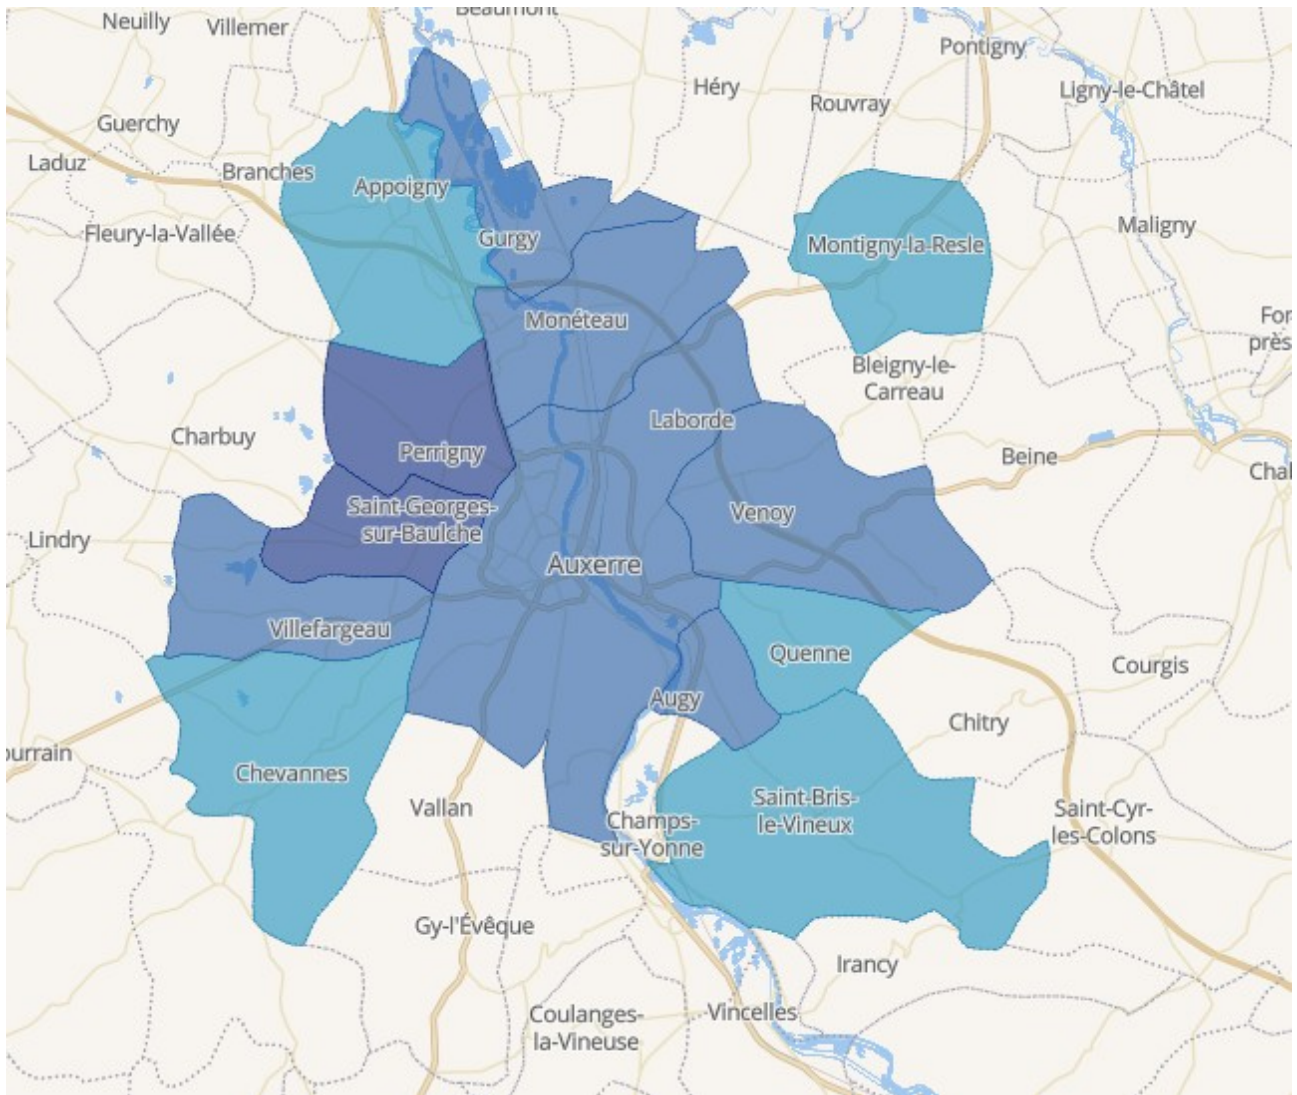 Beaumont
Neuilly
Villemer
Pontigny
Héry
Ligny-le-Châtel
Rouvray
Guerchy
Laduz
Branches
Appoigny
Maligny
Fleury-la-Vallée
Gurgy
Montigny-la-Resle
Monéteau
Bleigny-le-
Carreau
Laborde
Charbuy
Perrigny
Beine
Saint-Georges-
sur-Baulche
Venoy
Lindry
Auxerre
Villefargeau
Quenne
Courgis
Augy
Chitry
Chevannes
Vallan
Saint-Bris-
le-Vineux
Champs-
sur-Yonne
Saint-Cyr-
les-Colons
Gy-l'Évêque
Irancy
Coulanges-
la-Vineuse
Vincelles